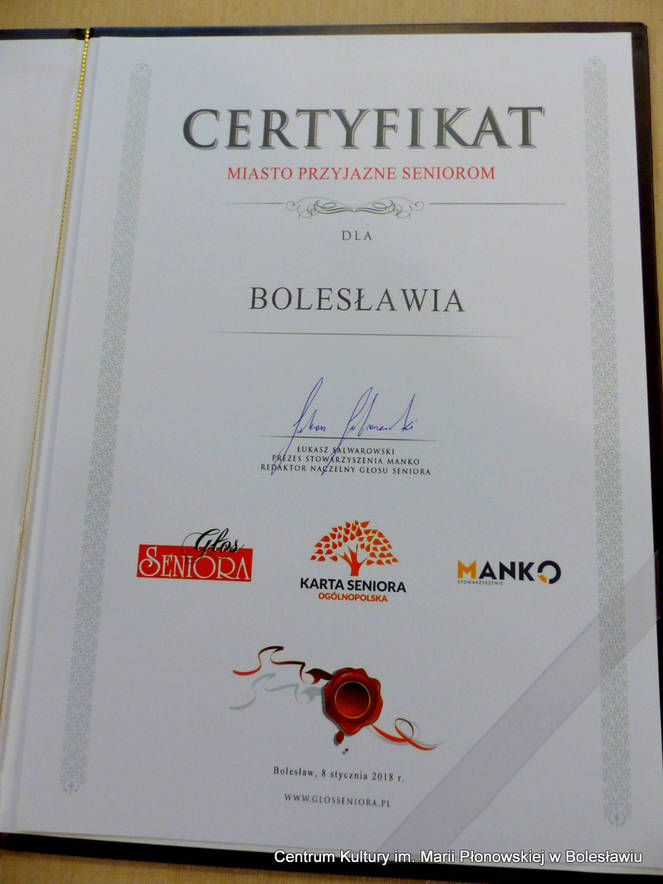 CERTYFIKAT
MIASTO PRZYJAZNE SENIOROM
DLA
BOLESŁAWIA
ŁUKASZ SALWAROWSKI
PREZES STOWARZYSZENIA MANKO
REDAKTOR NACZELNY GŁOSU SENIORA
Głos
SENIORA
KARTA SENIORA
OGÓLNOPOLSKA
MANKO
STOWARZYSZENIE
Bolesław, 8 stycznia 2018 r.
WWW.GLOSSENIORA.PL
Centrum Kultury im. Marii Płonowskiej w Bolesławiu